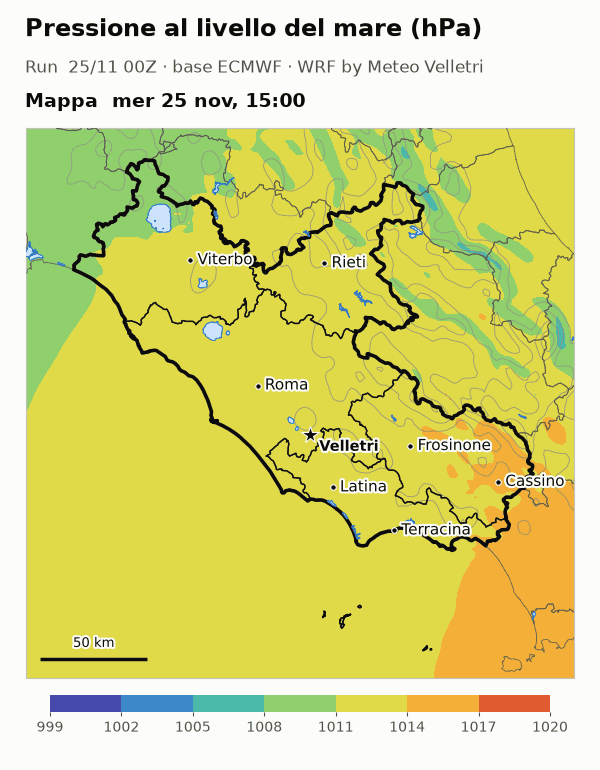 Pressione al livello del mare (hPa)
Run  25/11 00Z · base ECMWF · WRF by Meteo Velletri
Mappa  mer 25 nov, 15:00
Viterbo
Rieti
Roma
Velletri
Frosinone
Cassino
Latina
Terracina
50 km
999 1002 1005 1008 1011 1014 1017 1020